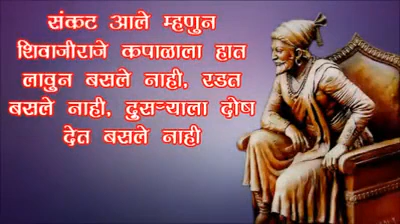 संकट आले म्हणुन
शिवाजीराजे कपाळाला हात
लावुन बसले नाही, रडत
बसले नाही, दुसऱ्याला दोष
देत बसले नाही